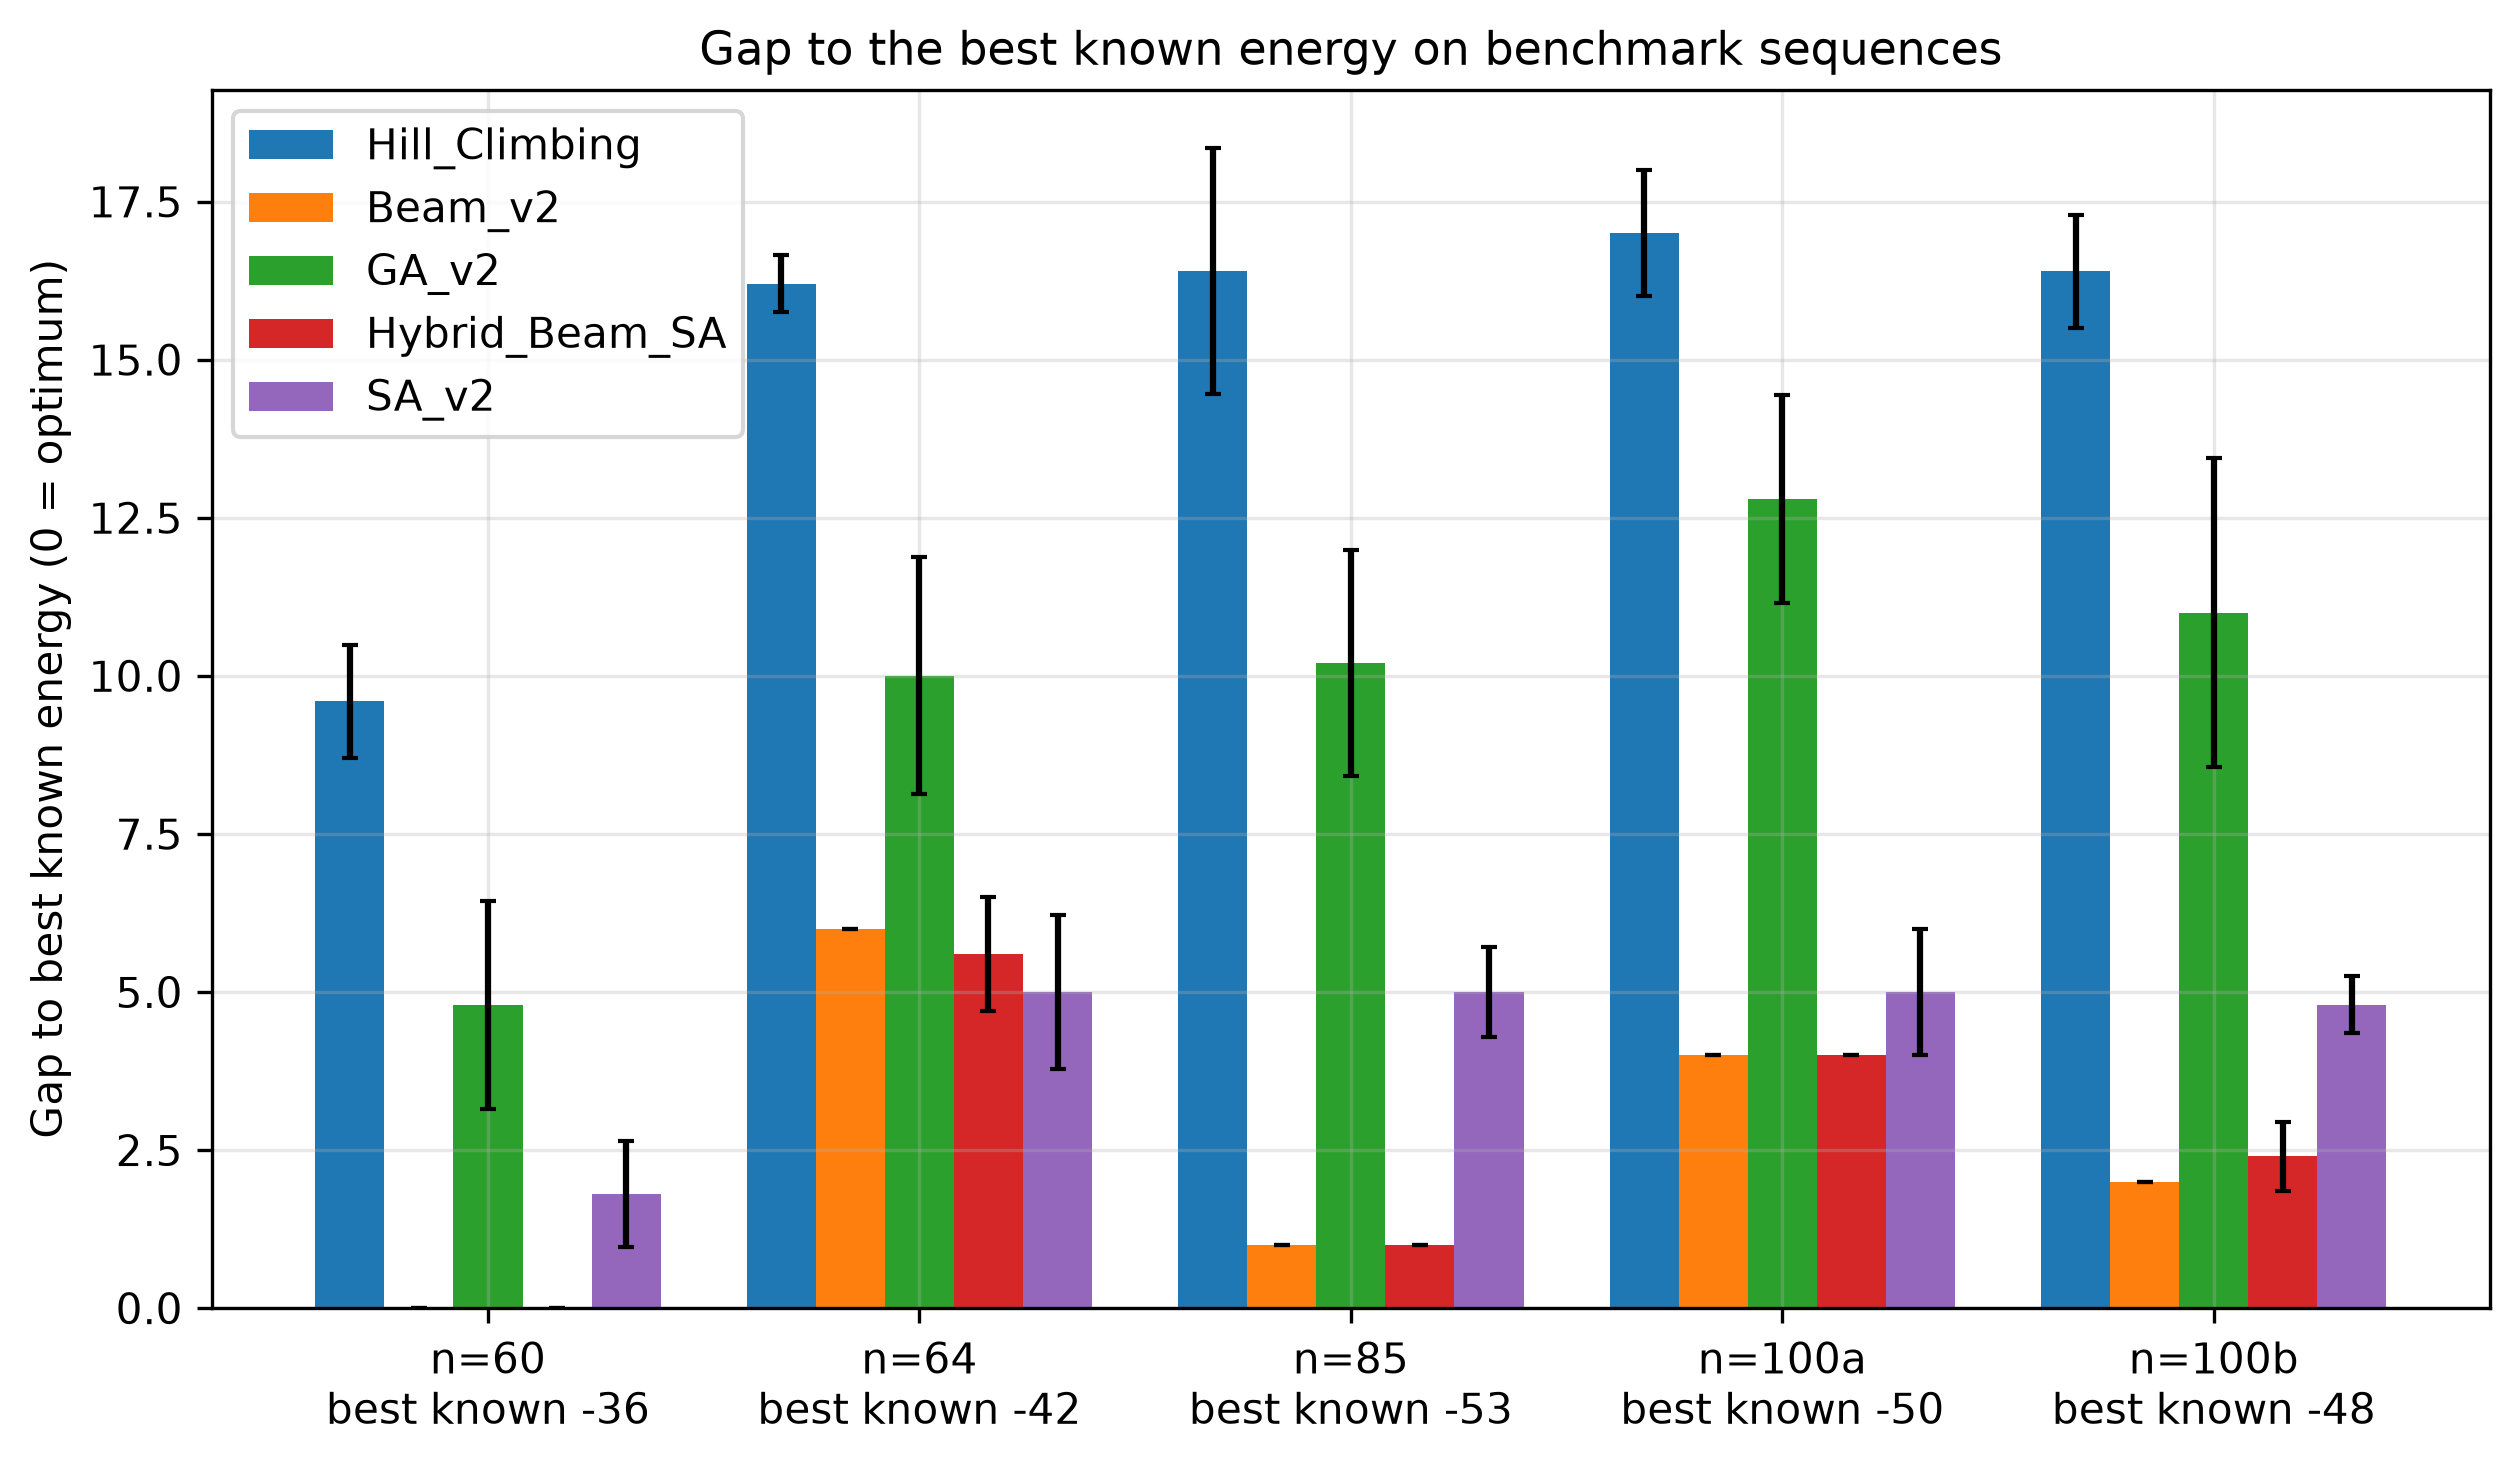 Gap to the best known energy on benchmark sequences
Gap to best known energy (0 = optimum)
Hill_Climbing
Beam_v2
GA_v2
Hybrid_Beam_SA
SA_v2
17.5
15.0
12.5
10.0
7.5
5.0
2.5
0.0
n=60
best known -36
n=64
best known -42
n=85
best known -53
n=100a
best known -50
n=100b
best known -48